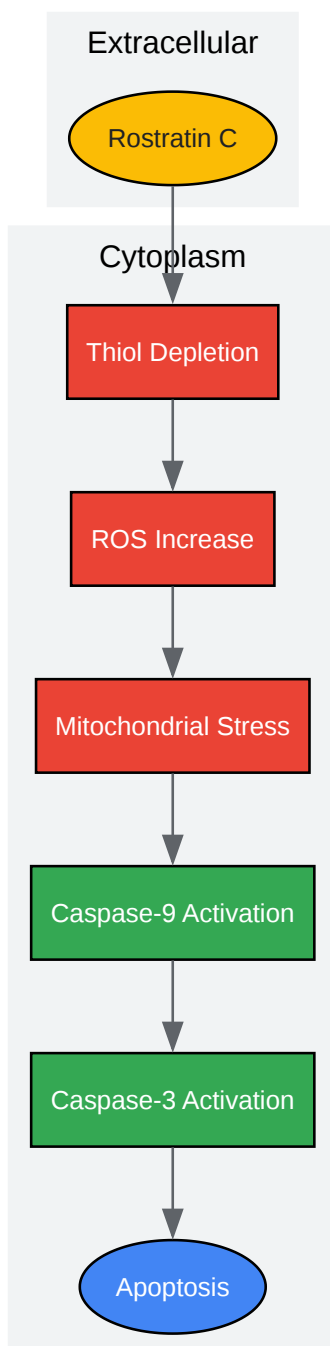 Extracellular
Rostratin C
Cytoplasm
Thiol Depletion
ROS Increase
Mitochondrial Stress
Caspase-9 Activation
Caspase-3 Activation
Apoptosis